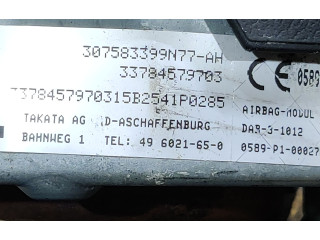 307583399N77-AH
33784579703
CE 0589
7378457970315B2541P0285
AIRBAG-MODUL
TAKATA AG D-ASCHAFFENBURG
DAB-3-1012
BAHNWEG 1 TEL: 49 6021-65-0
0589-P1-00027